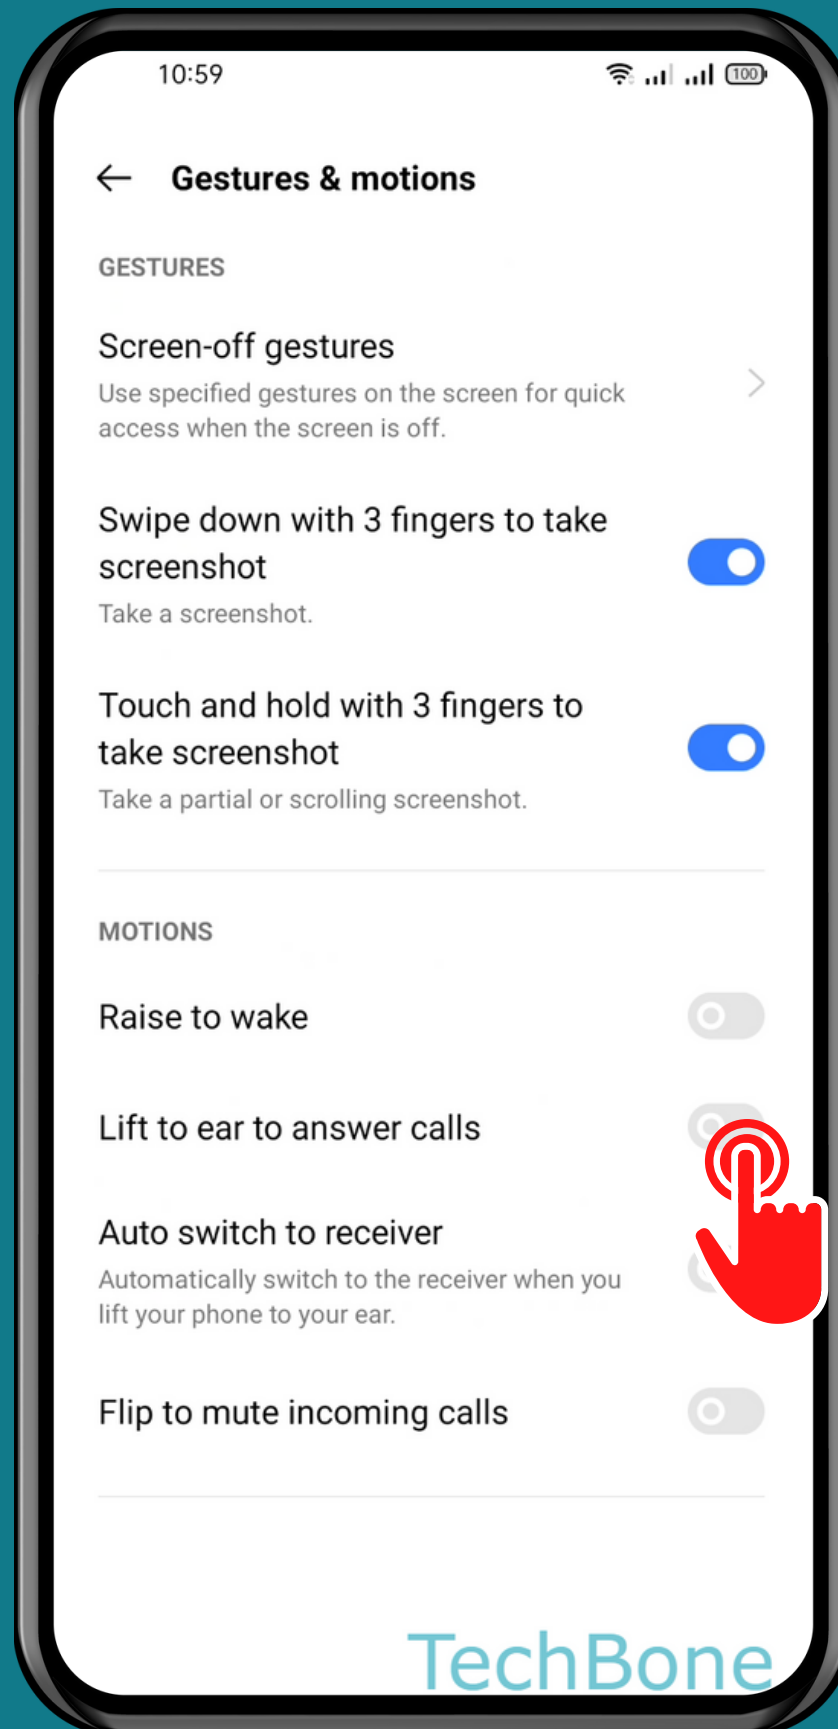 10:59
100
Gestures & motions
GESTURES
Screen-off gestures
Use specified gestures on the screen for quick
access when the screen is off.
Swipe down with 3 fingers to take
screenshot
Take a screenshot.
Touch and hold with 3 fingers to
take screenshot
Take a partial or scrolling screenshot.
MOTIONS
Raise to wake
Lift to ear to answer calls
Auto switch to receiver
Automatically switch to the receiver when you
lift your phone to your ear.
Flip to mute incoming calls
TechBone